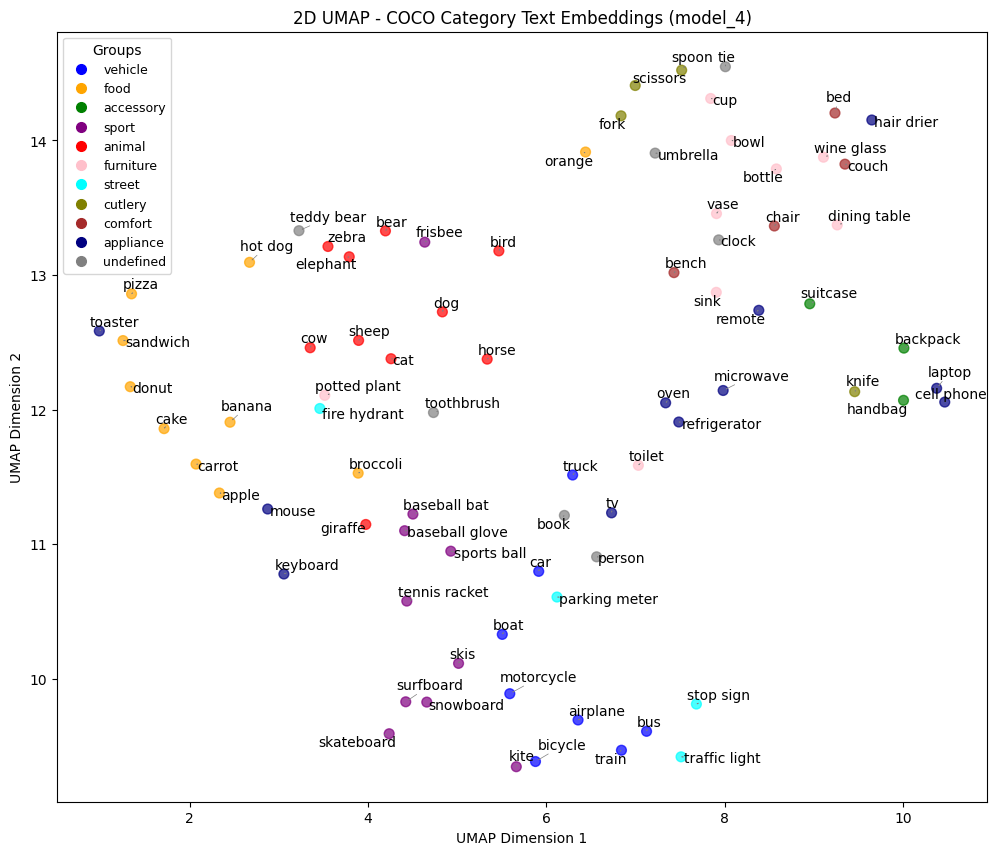 2D UMAP - COCO Category Text Embeddings (model_4)
Groups
vehicle
food
accessory
sport
animal
furniture
street
cutlery
comfort
appliance
undefined
spoon tie
scissors
cup
bed
hair drier
fork
bowl
wine glass
orange
umbrella
bottle
couch
vase
chair
dining table
teddy bear
bear
zebra
frisbee
bird
clock
hot dog
elephant
bench
pizza
sink
suitcase
toaster
dog
remote
sandwich
cow
sheep
cat
horse
backpack
donut
potted plant
oven
microwave
knife
laptop
cell phone
cake
banana
fire hydrant
toothbrush
refrigerator
handbag
carrot
broccoli
truck
toilet
apple
mouse
giraffe
baseball bat
baseball glove
book
tv
sports ball
keyboard
car
person
tennis racket
parking meter
boat
skis
surfboard
snowboard
motorcycle
stop sign
skateboard
airplane
bus
kite
bicycle
train
traffic light
14
13
12
11
10
UMAP Dimension 2
2
4
6
8
10
UMAP Dimension 1